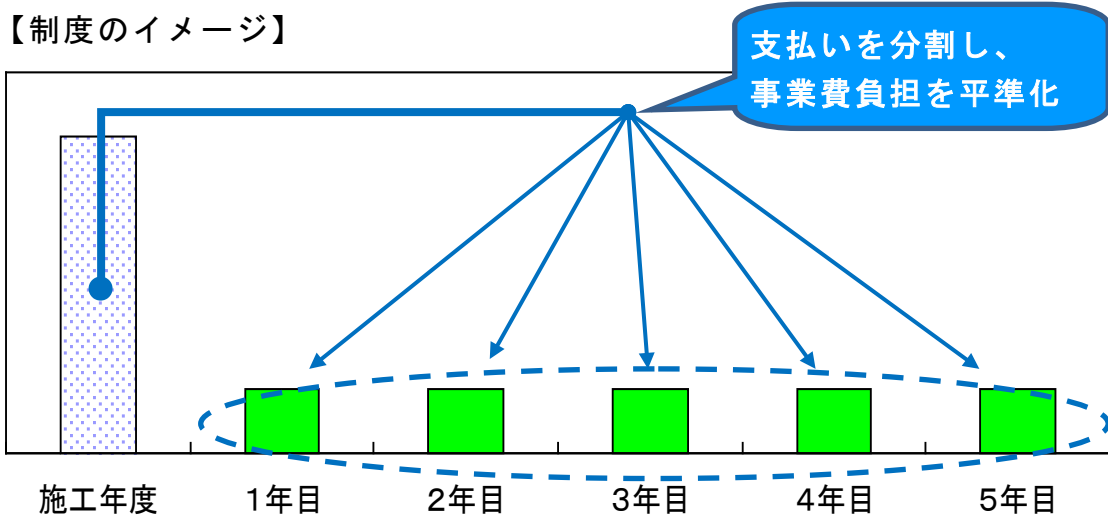 【制度のイメージ】
支払いを分割し、
事業費負担を平準化
施工年度
1年目
2年目
3年目
4年目
5年目